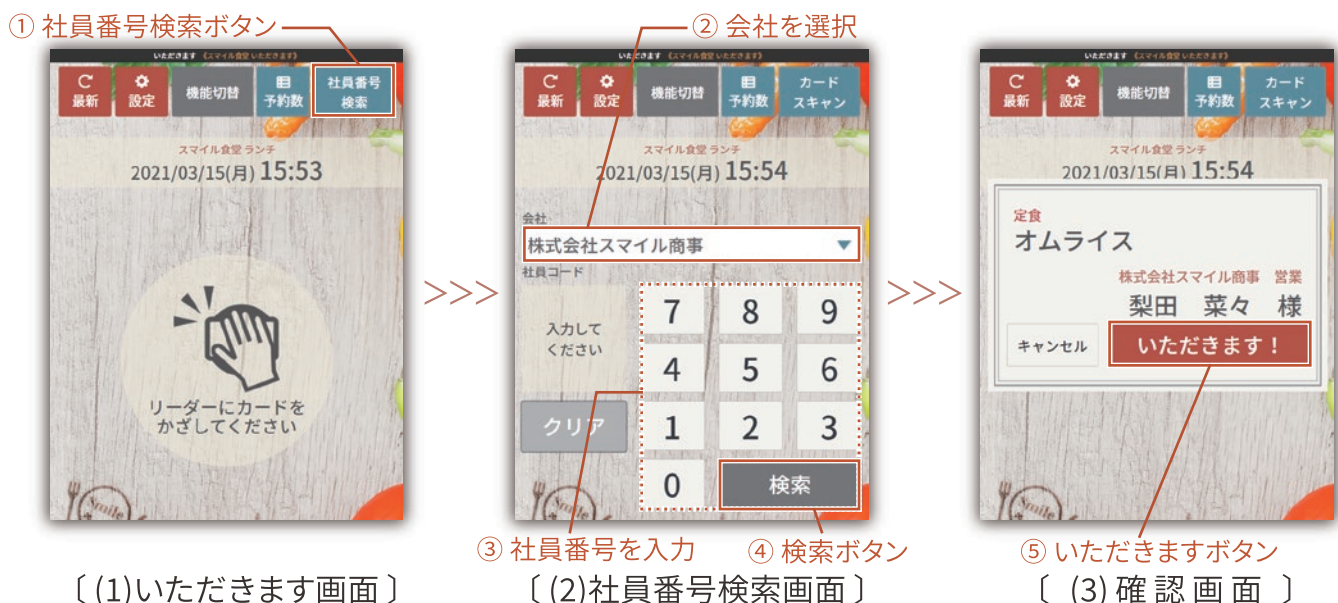 ① 社員番号検索ボタン
② 会社を選択
いただきます 《スマイル食堂 いただきます》
最新
設定
機能切替
予約数
社員番号
検索
スマイル食堂 ランチ
2021/03/15(月) 15:53
リーダーにカードを
かざしてください
Smile
〔 (1)いただきます画面 〕
>>>
いただきます 《スマイル食堂 いただきます》
最新
設定
機能切替
予約数
カード
スキャン
スマイル食堂 ランチ
2021/03/15(月) 15:54
会社
株式会社スマイル商事
社員コード
入力して
ください
クリア
7 8 9
4 5 6
1 2 3
0 検索
Smile
③ 社員番号を入力
④ 検索ボタン
〔 (2)社員番号検索画面 〕
>>>
いただきます 《スマイル食堂 いただきます》
最新
設定
機能切替
予約数
カード
スキャン
スマイル食堂 ランチ
2021/03/15(月) 15:54
定食
オムライス
株式会社スマイル商事 営業
梨田 菜々 様
キャンセル
いただきます！
Smile
⑤ いただきますボタン
〔 (3)確認画面 〕